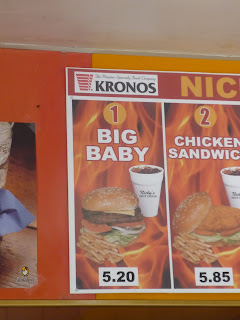 KRONOS
NIC
1
BIG
BABY
5.20
2
CHICKEN
SANDWIC
5.85